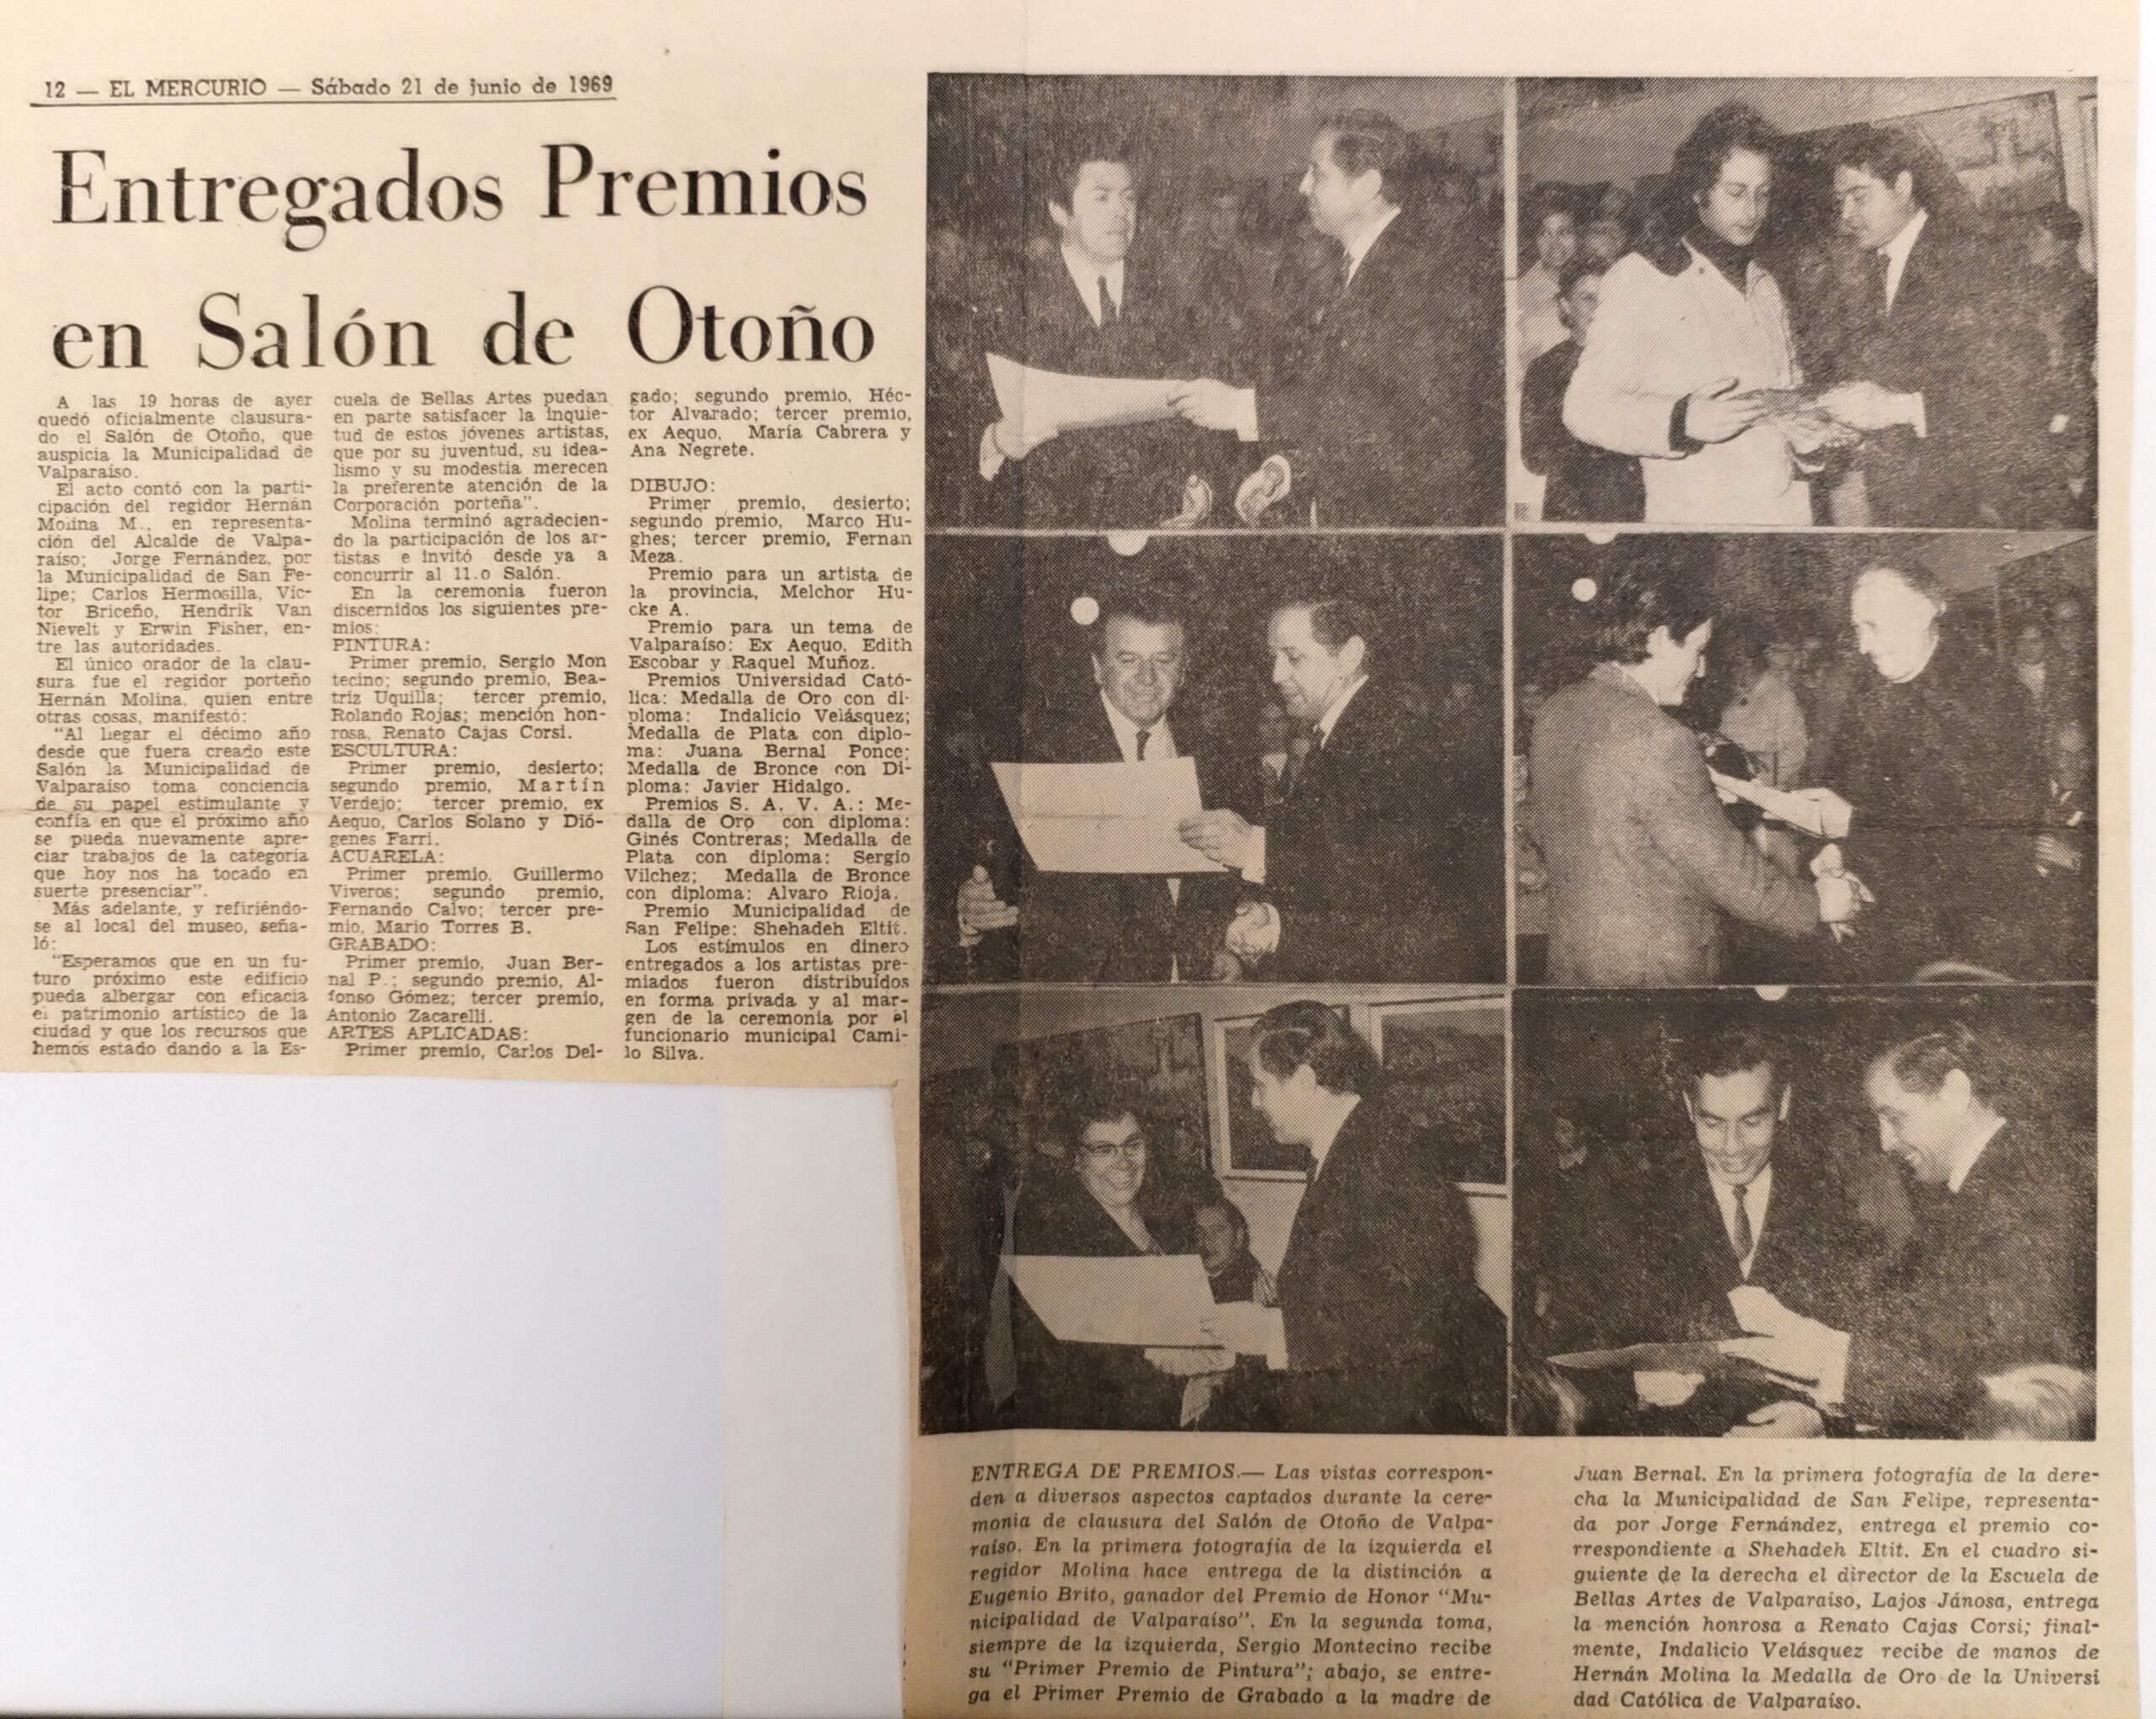 12 — EL MERCURIO — Sábado 21 de junio de 1969
Entregados Premios
en Salón de Otoño
A las 19 horas de ayer
quedó oficialmente clausura-
do el Salón de Otoño, que
auspicia la Municipalidad de
Valparaíso.
El acto contó con la parti-
cipación del regidor Hernán
Molina M., en representa-
ción del Alcalde de Valpa-
raíso; Jorge Fernández, por
la Municipalidad de San Fe-
lipe; Carlos Hermosilla, Víc-
tor Briceño, Hendrik Van
Nievelt y Erwin Fisher, en-
tre las autoridades.
El único orador de la clau-
sura fue el regidor porteño
Hernán Molina, quien entre
otras cosas, manifestó:
“Al llegar el décimo año
desde que fuera creado este
Salón la Municipalidad de
Valparaíso toma conciencia
de su papel estimulante y
confía en que el próximo año
se pueda nuevamente apre-
ciar trabajos de la categoría
que hoy nos ha tocado en
suerte presenciar”.
Más adelante, y refiriéndo-
se al local del museo, seña-
ló:
“Esperamos que en un fu-
turo próximo este edificio
pueda albergar con eficacia
el patrimonio artístico de la
ciudad y que los recursos que
hemos estado dando a la Es-
cuela de Bellas Artes puedan
en parte satisfacer la inquie-
tud de estos jóvenes artistas,
que por su juventud, su idea-
lismo y su modestia merecen
la preferente atención de la
Corporación porteña”.
Molina terminó agradecien-
do la participación de los ar-
tistas e invitó desde ya a
concurrir al 11.o Salón.
En la ceremonia fueron
discernidos los siguientes pre-
mios:
PINTURA:
Primer premio, Sergio Mon
tecino; segundo premio, Bea-
triz Uquilla; tercer premio,
Rolando Rojas; mención hon-
rosa, Renato Cajas Corsi.
ESCULTURA:
Primer premio, desierto;
segundo premio, Martín
Verdejo; tercer premio, ex
Aequo, Carlos Solano y Dió-
genes Farri.
ACUARELA:
Primer premio, Guillermo
Viveros; segundo premio,
Fernando Calvo; tercer pre-
mio, Mario Torres B.
GRABADO:
Primer premio, Juan Ber-
nal P.; segundo premio, Al-
fonso Gómez; tercer premio,
Antonio Zacarelli.
ARTES APLICADAS:
Primer premio, Carlos Del-
gado; segundo premio, Héc-
tor Alvarado; tercer premio,
ex Aequo, María Cabrera y
Ana Negrete.
DIBUJO:
Primer premio, desierto;
segundo premio, Marco Hu-
ghes; tercer premio, Fernan
Meza.
Premio para un artista de
la provincia, Melchor Hu-
cke A.
Premio para un tema de
Valparaíso: Ex Aequo, Edith
Escobar y Raquel Muñoz.
Premios Universidad Cató-
lica: Medalla de Oro con di-
ploma: Indalicio Velásquez;
Medalla de Plata con diplo-
ma: Juana Bernal Ponce;
Medalla de Bronce con Di-
ploma: Javier Hidalgo.
Premios S. A. V. A.: Me-
dalla de Oro con diploma:
Ginés Contreras; Medalla de
Plata con diploma: Sergio
Vilchez; Medalla de Bronce
con diploma: Alvaro Rioja.
Premio Municipalidad de
San Felipe: Shehadeh Eltit.
Los estímulos en dinero
entregados a los artistas pre-
miados fueron distribuídos
en forma privada y al mar-
gen de la ceremonia por el
funcionario municipal Cami-
lo Silva.
ENTREGA DE PREMIOS.— Las vistas correspon-
den a diversos aspectos captados durante la cere-
monia de clausura del Salón de Otoño de Valpa-
raíso. En la primera fotografía de la izquierda el
regidor Molina hace entrega de la distinción a
Eugenio Brito, ganador del Premio de Honor “Mu-
nicipalidad de Valparaíso”. En la segunda toma,
siempre de la izquierda, Sergio Montecino recibe
su “Primer Premio de Pintura”; abajo, se entre-
ga el Primer Premio de Grabado a la madre de
Juan Bernal. En la primera fotografía de la dere-
cha la Municipalidad de San Felipe, representa-
da por Jorge Fernández, entrega el premio co-
rrespondiente a Shehadeh Eltit. En el cuadro si-
guiente de la derecha el director de la Escuela de
Bellas Artes de Valparaíso, Lajos Jánosa, entrega
la mención honrosa a Renato Cajas Corsi; final-
mente, Indalicio Velásquez recibe de manos de
Hernán Molina la Medalla de Oro de la Universi
dad Católica de Valparaíso.